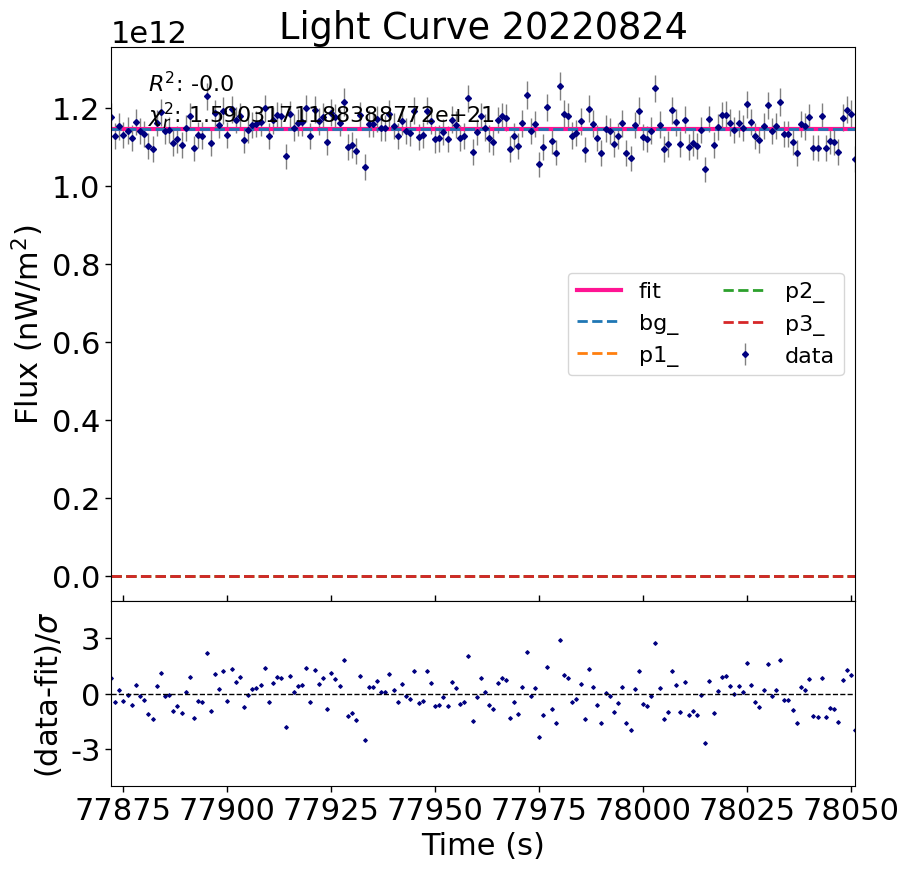 Light Curve 20220824
1e12
R²: -0.0
χ²ᵣ: 1.5903171188388772e+21
1.2
1.0
0.8
0.6
0.4
0.2
0.0
Flux (nW/m²)
fit
bg_
p1_
p2_
p3_
data
3
0
-3
(data-fit)/σ
77875 77900 77925 77950 77975 78000 78025 78050
Time (s)